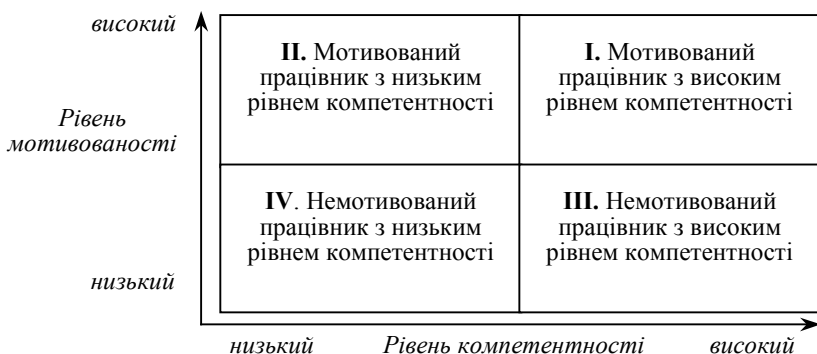 високий
II. Мотивований
працівник з низьким
рівнем компетентності
I. Мотивований
працівник з високим
рівнем компетентності
Рівень
мотивованості
IV. Немотивований
працівник з низьким
рівнем компетентності
III. Немотивований
працівник з високим
рівнем компетентності
низький
низький Рівень компетентності високий